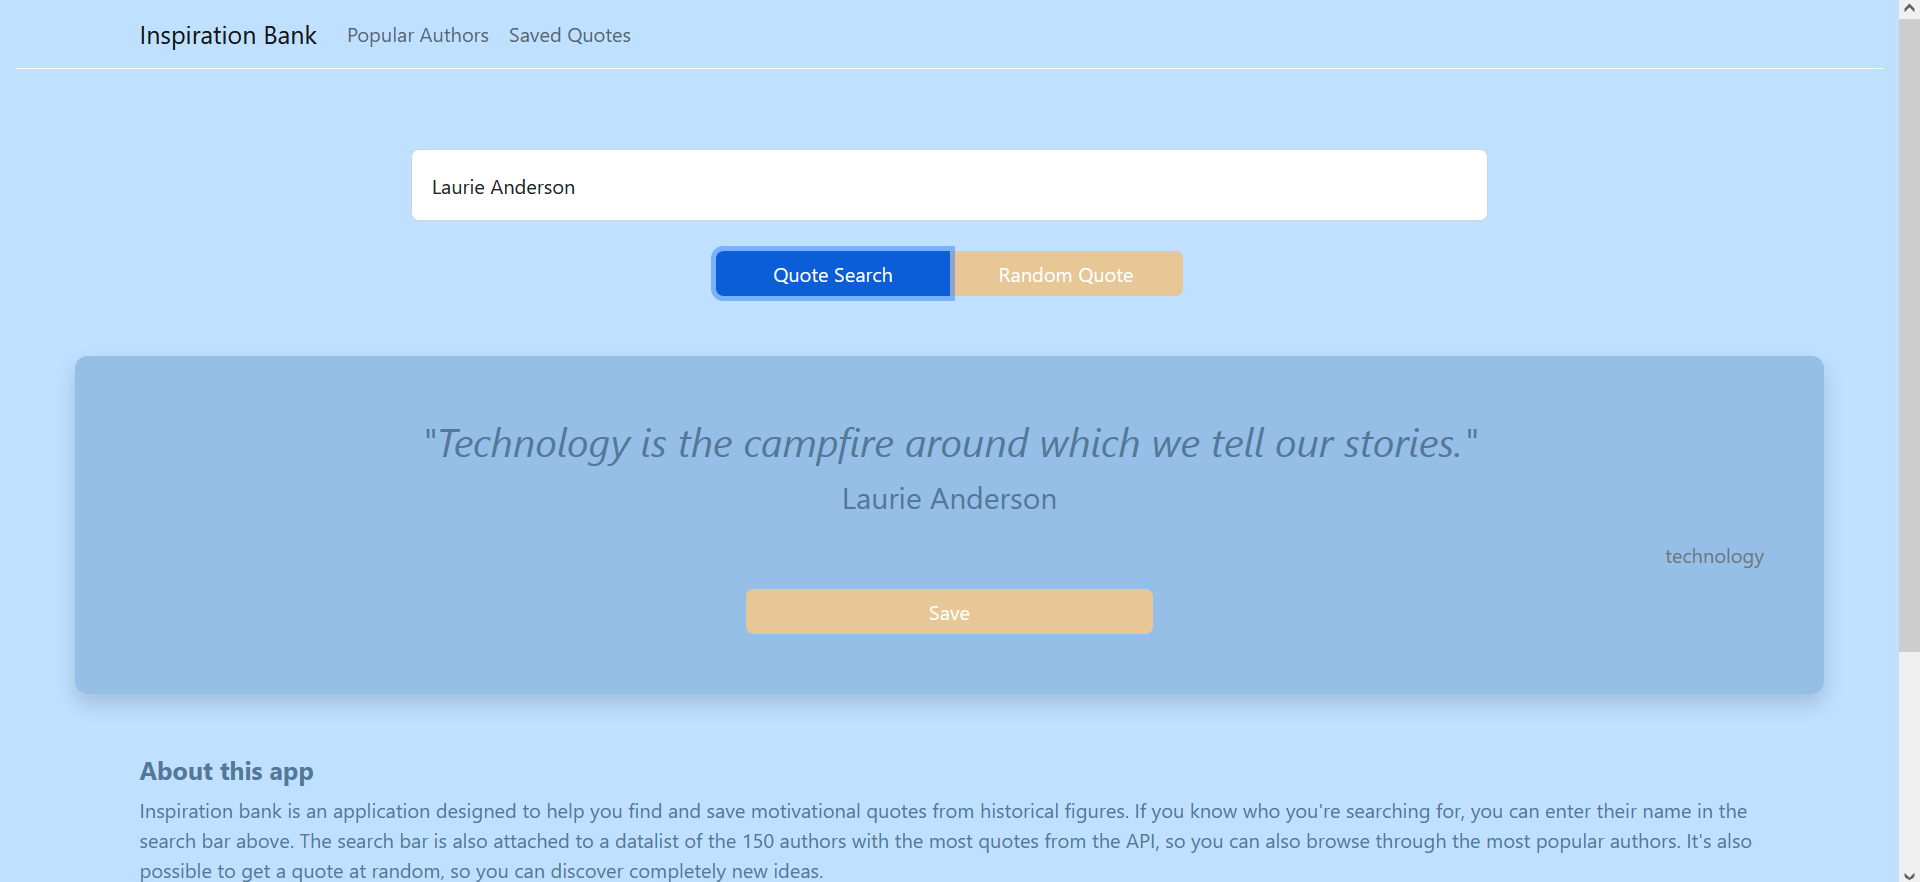 Inspiration Bank Popular Authors Saved Quotes
Laurie Anderson
Quote Search Random Quote
"Technology is the campfire around which we tell our stories."
Laurie Anderson
technology
Save
About this app
Inspiration bank is an application designed to help you find and save motivational quotes from historical figures. If you know who you're searching for, you can enter their name in the
search bar above. The search bar is also attached to a datalist of the 150 authors with the most quotes from the API, so you can also browse through the most popular authors. It's also
possible to get a quote at random, so you can discover completely new ideas.